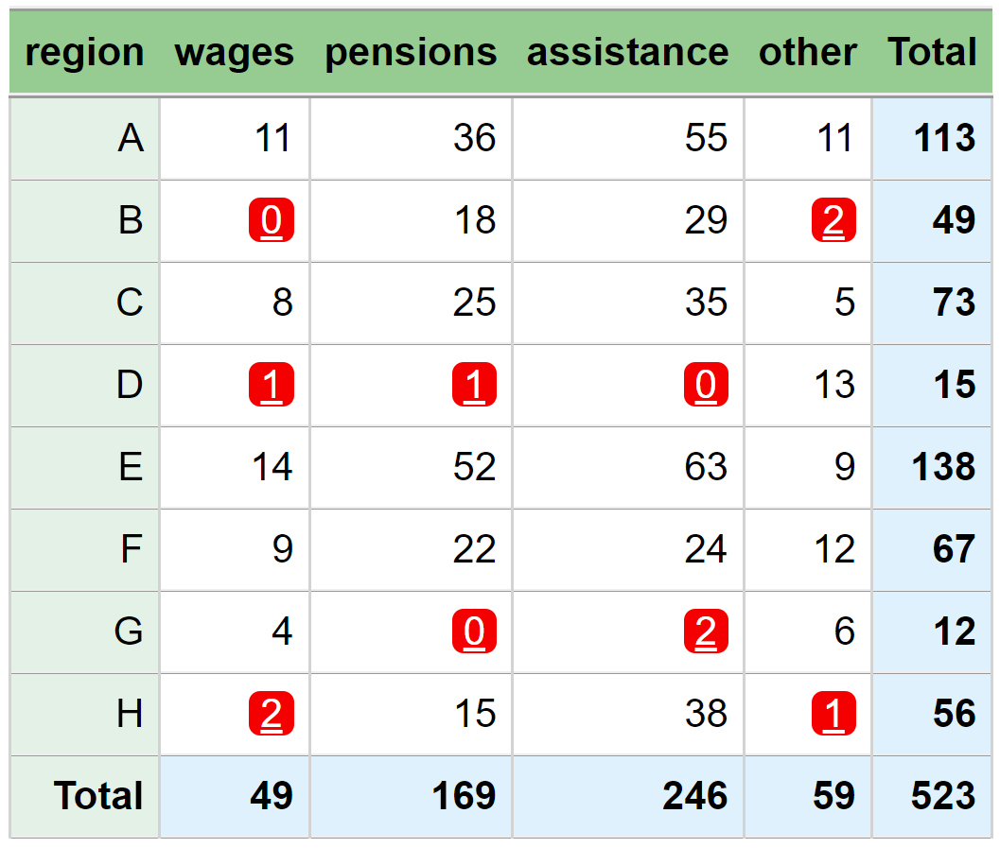 region wages pensions assistance other Total
A 11 36 55 11 113
B 0 18 29 2 49
C 8 25 35 5 73
D 1 1 0 13 15
E 14 52 63 9 138
F 9 22 24 12 67
G 4 0 2 6 12
H 2 15 38 1 56
Total 49 169 246 59 523